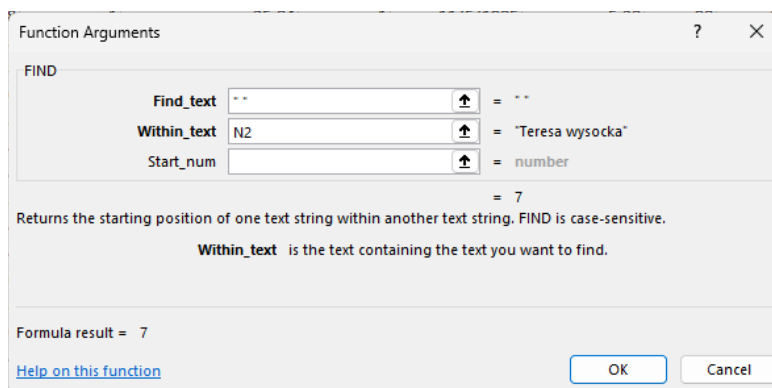 Function Arguments ? ×
FIND
Find_text " " = " "
Within_text N2 = "Teresa wysocka"
Start_num = number
= 7
Returns the starting position of one text string within another text string. FIND is case-sensitive.
Within_text is the text containing the text you want to find.
Formula result = 7
Help on this function OK Cancel